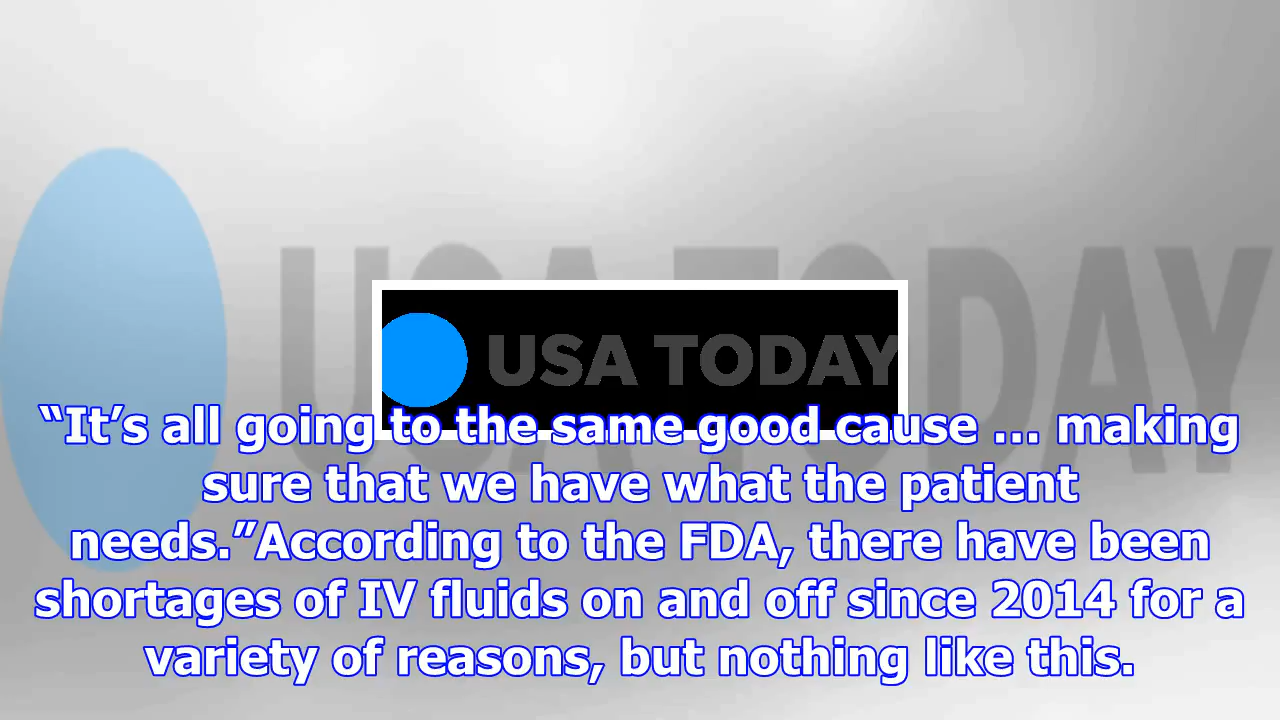 USA TODAY
USA TODAY
“It’s all going to the same good cause ... making
sure that we have what the patient
needs.”According to the FDA, there have been
shortages of IV fluids on and off since 2014 for a
variety of reasons, but nothing like this.